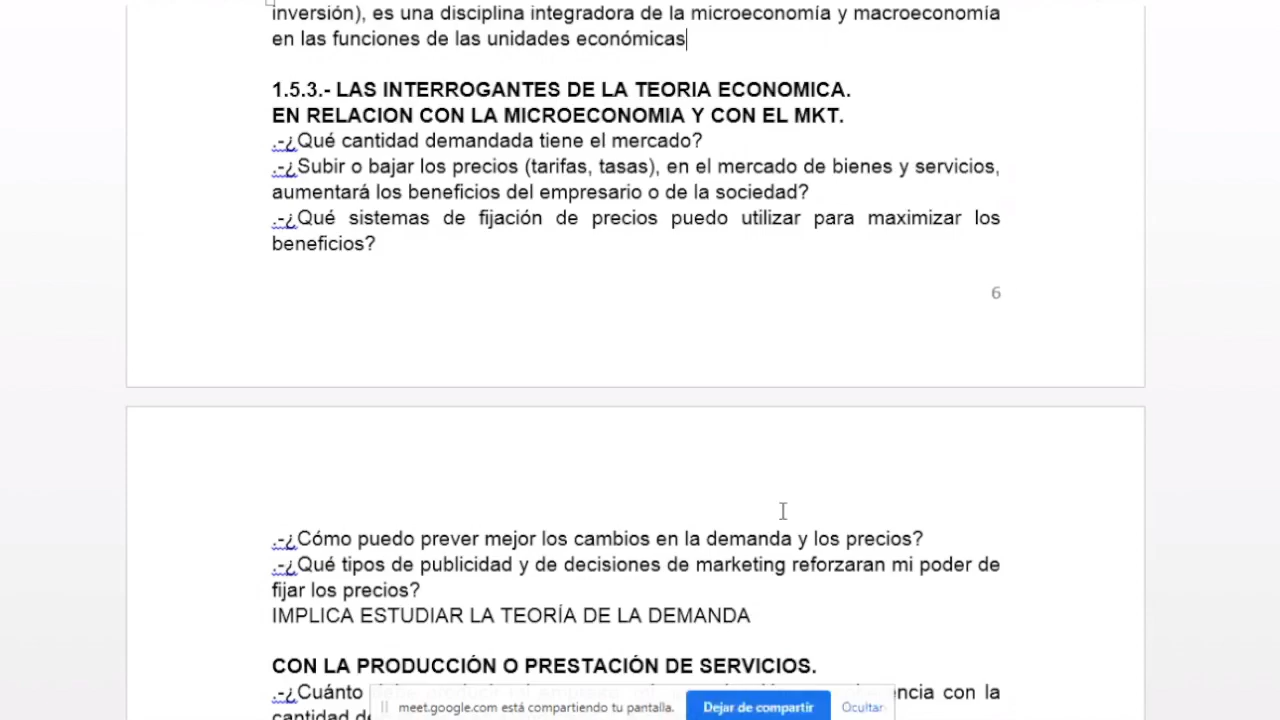 inversión), es una disciplina integradora de la microeconomía y macroeconomía
en las funciones de las unidades económicas
1.5.3.- LAS INTERROGANTES DE LA TEORIA ECONOMICA.
EN RELACION CON LA MICROECONOMIA Y CON EL MKT.
.-¿Qué cantidad demandada tiene el mercado?
.-¿Subir o bajar los precios (tarifas, tasas), en el mercado de bienes y servicios,
aumentará los beneficios del empresario o de la sociedad?
.-¿Qué sistemas de fijación de precios puedo utilizar para maximizar los
beneficios?
6
.-¿Cómo puedo prever mejor los cambios en la demanda y los precios?
.-¿Qué tipos de publicidad y de decisiones de marketing reforzaran mi poder de
fijar los precios?
IMPLICA ESTUDIAR LA TEORÍA DE LA DEMANDA
CON LA PRODUCCIÓN O PRESTACIÓN DE SERVICIOS.
.-¿Cuánto con la
cantidad
meet.google.com está compartiendo tu pantalla.
Dejar de compartir
Ocultar